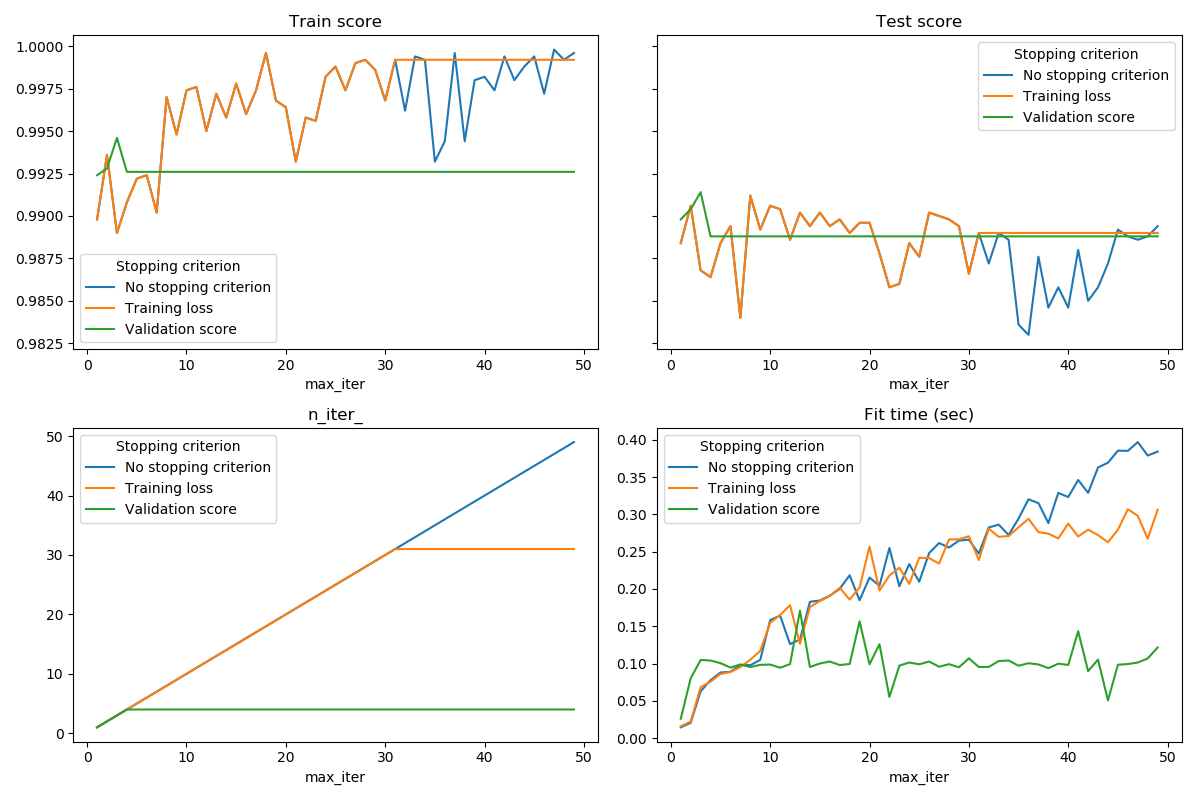 Train score
1.0000
0.9975
0.9950
0.9925
0.9900
0.9875
0.9850
0.9825
Stopping criterion
No stopping criterion
Training loss
Validation score
0 10 20 30 40 50
max_iter
Test score
Stopping criterion
No stopping criterion
Training loss
Validation score
0 10 20 30 40 50
max_iter
n_iter_
50
40
30
20
10
0
Stopping criterion
No stopping criterion
Training loss
Validation score
0 10 20 30 40 50
max_iter
Fit time (sec)
0.40
0.35
0.30
0.25
0.20
0.15
0.10
0.05
0.00
Stopping criterion
No stopping criterion
Training loss
Validation score
0 10 20 30 40 50
max_iter